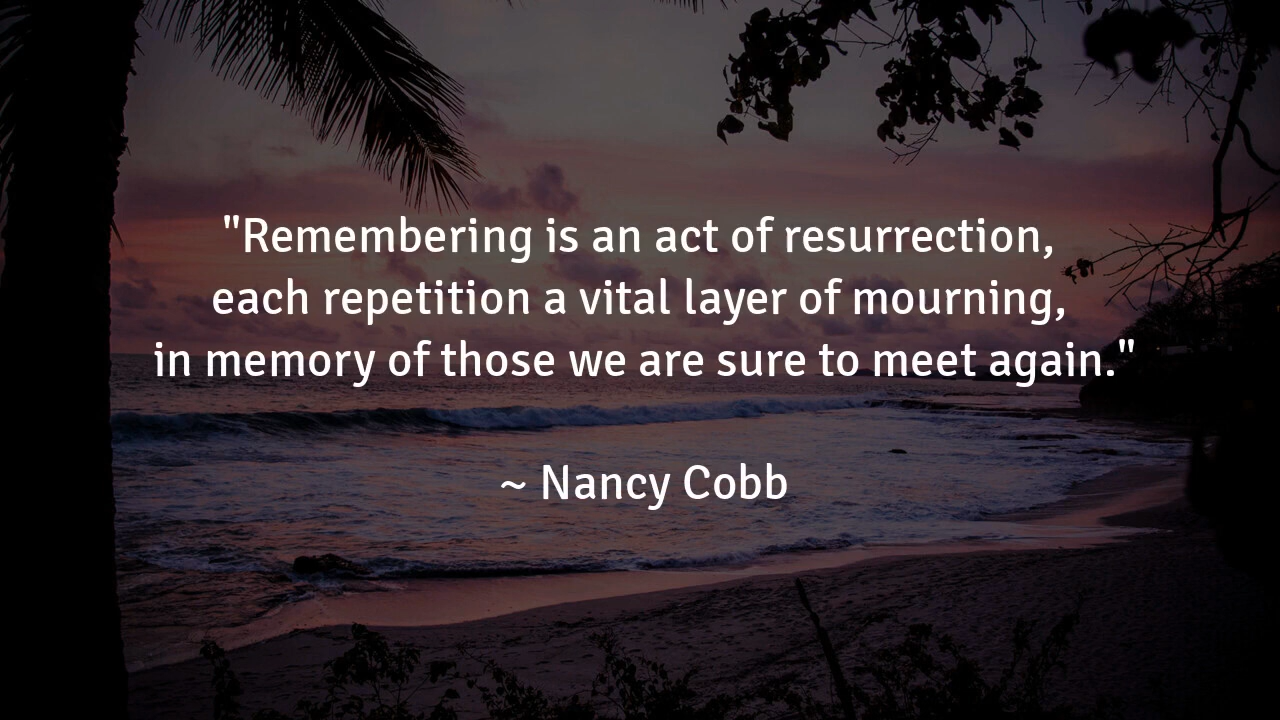 "Remembering is an act of resurrection,
each repetition a vital layer of mourning,
in memory of those we are sure to meet again."
~ Nancy Cobb